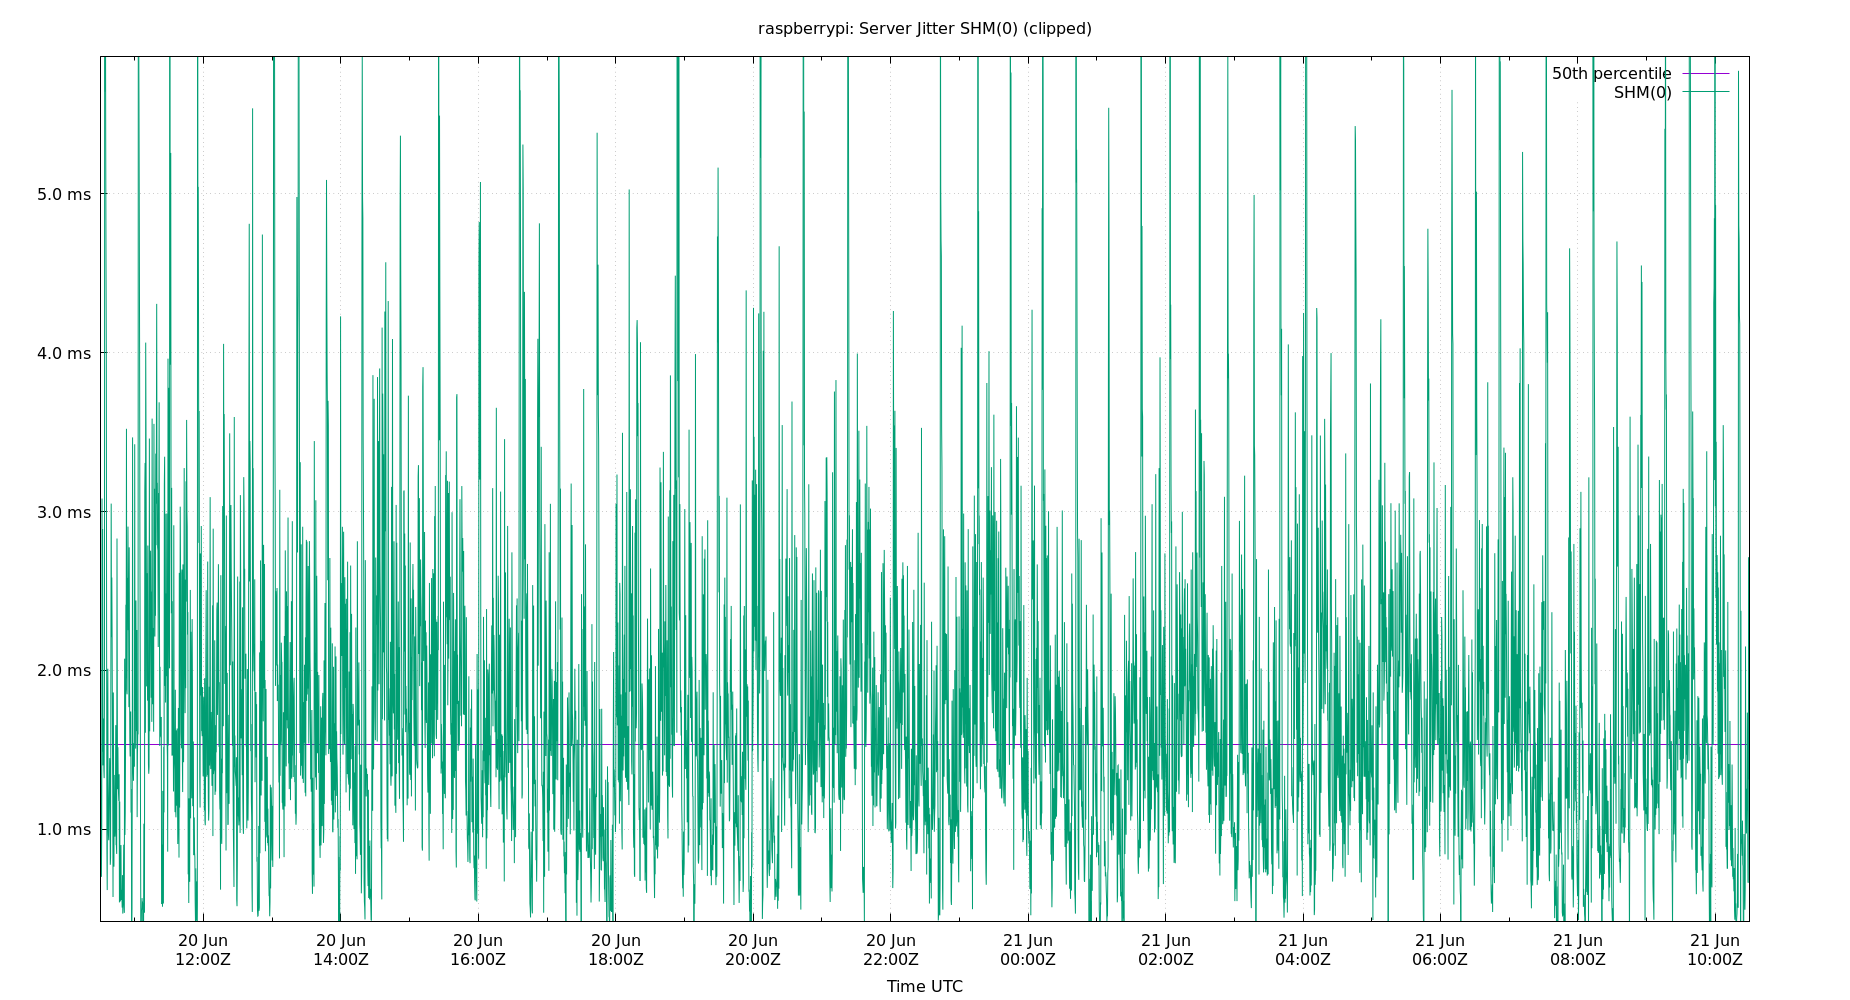 raspberrypi: Server Jitter SHM(0) (clipped)
50th percentile
SHM(0)
5.0 ms
4.0 ms
3.0 ms
2.0 ms
1.0 ms
20 Jun 20 Jun 20 Jun 20 Jun 20 Jun 20 Jun 21 Jun 21 Jun 21 Jun 21 Jun 21 Jun 21 Jun
12:00Z 14:00Z 16:00Z 18:00Z 20:00Z 22:00Z 00:00Z 02:00Z 04:00Z 06:00Z 08:00Z 10:00Z
Time UTC